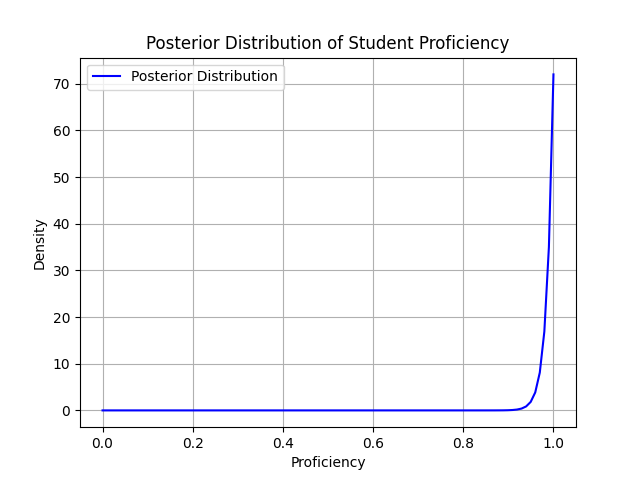 Posterior Distribution of Student Proficiency
Posterior Distribution
70
60
50
40
30
20
10
0
Density
0.0 0.2 0.4 0.6 0.8 1.0
Proficiency